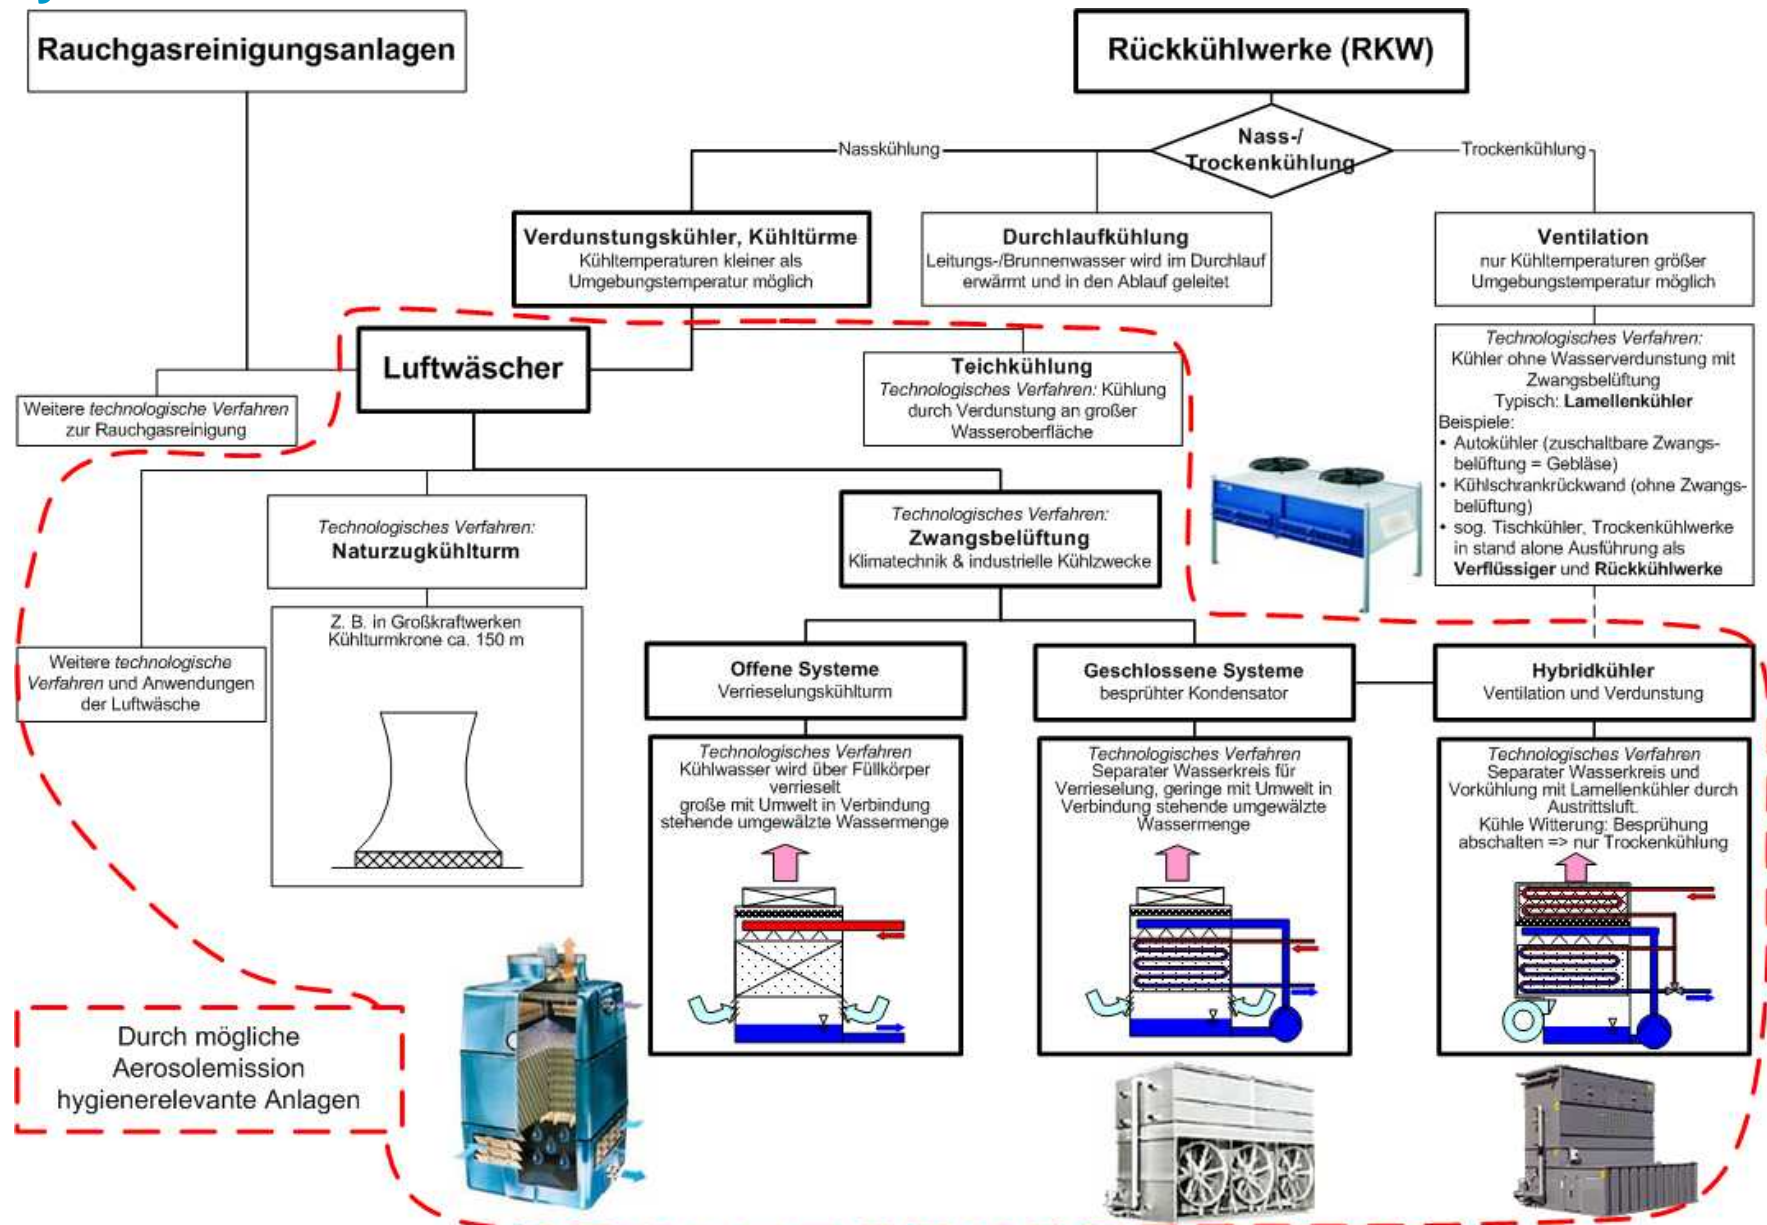 Rauchgasreinigungsanlagen
Rückkühlwerke (RKW)
Nass-/
Trockenkühlung
Nasskühlung
Trockenkühlung
Verdunstungskühler, Kühltürme
Kühltemperaturen kleiner als
Umgebungstemperatur möglich
Durchlaufkühlung
Leitungs-/Brunnenwasser wird im Durchlauf
erwärmt und in den Ablauf geleitet
Ventilation
nur Kühltemperaturen größer
Umgebungstemperatur möglich
Luftwäscher
Teichkühlung
Technologisches Verfahren: Kühlung
durch Verdunstung an großer
Wasseroberfläche
Technologisches Verfahren:
Kühler ohne Wasserverdunstung mit
Zwangsbelüftung
Typisch: Lamellenkühler
Beispiele:
• Autokühler (zuschaltbare Zwangs-
belüftung = Gebläse)
• Kühlschrankrückwand (ohne Zwangs-
belüftung)
• sog. Tischkühler, Trockenkühlwerke
in stand alone Ausführung als
Verflüssiger und Rückkühlwerke
Weitere technologische Verfahren
zur Rauchgasreinigung
Technologisches Verfahren:
Naturzugkühlturm
Technologisches Verfahren:
Zwangsbelüftung
Klimatechnik & industrielle Kühlzwecke
Z. B. in Großkraftwerken
Kühlturmkrone ca. 150 m
Weitere technologische
Verfahren und Anwendungen
der Luftwäsche
Offene Systeme
Verrieselungskühlturm
Geschlossene Systeme
besprühter Kondensator
Hybridkühler
Ventilation und Verdunstung
Technologisches Verfahren
Kühlwasser wird über Füllkörper
verrieselt
große mit Umwelt in Verbindung
stehende umgewälzte Wassermenge
Technologisches Verfahren
Separater Wasserkreis für
Verrieselung, geringe mit Umwelt in
Verbindung stehende umgewälzte
Wassermenge
Technologisches Verfahren
Separater Wasserkreis und
Vorkühlung mit Lamellenkühler durch
Austrittsluft.
Kühle Witterung: Besprühung
abschalten => nur Trockenkühlung
Durch mögliche
Aerosolemission
hygienerelevante Anlagen